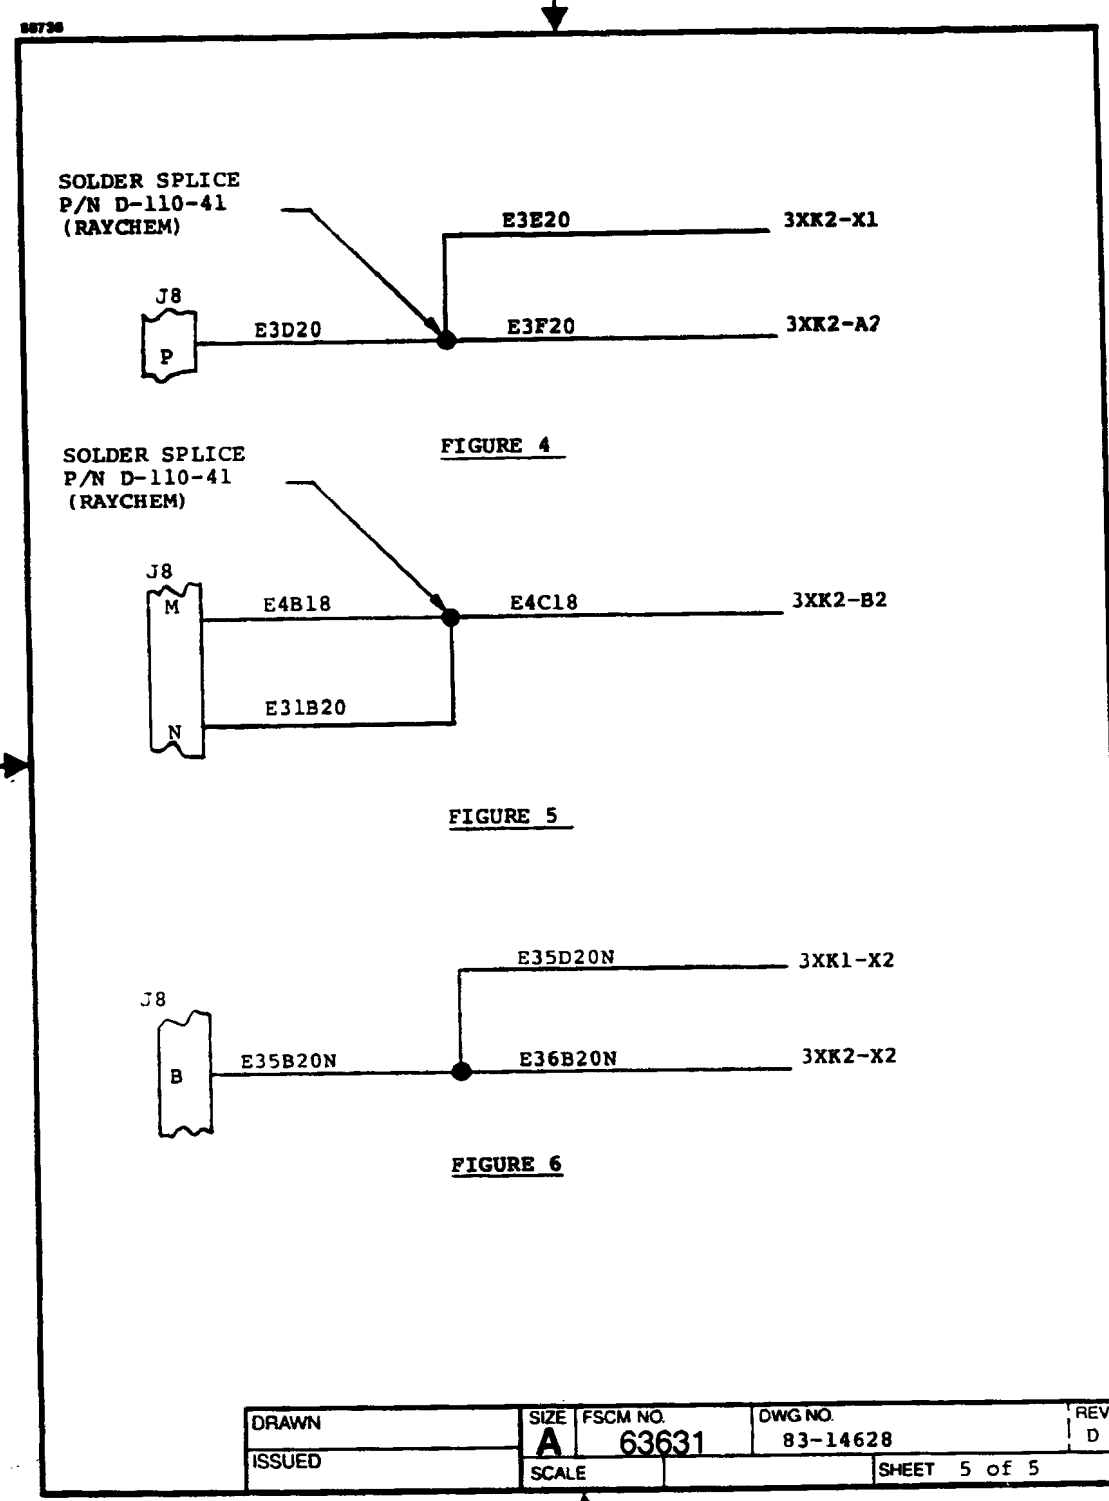 SOLDER SPLICE
P/N D-110-41
(RAYCHEM)
E3E20
3XK2-X1
J8
E3D20
E3F20
3XK2-A2
P
FIGURE 4
SOLDER SPLICE
P/N D-110-41
(RAYCHEM)
J8
M
E4B18
E4C18
3XK2-B2
E31B20
N
FIGURE 5
E35D20N
3XK1-X2
J8
E35B20N
E36B20N
3XK2-X2
B
FIGURE 6
DRAWN
SIZE
FSCM NO.
DWG NO.
REV
A
63631
83-14628
D
ISSUED
SCALE
SHEET 5 of 5